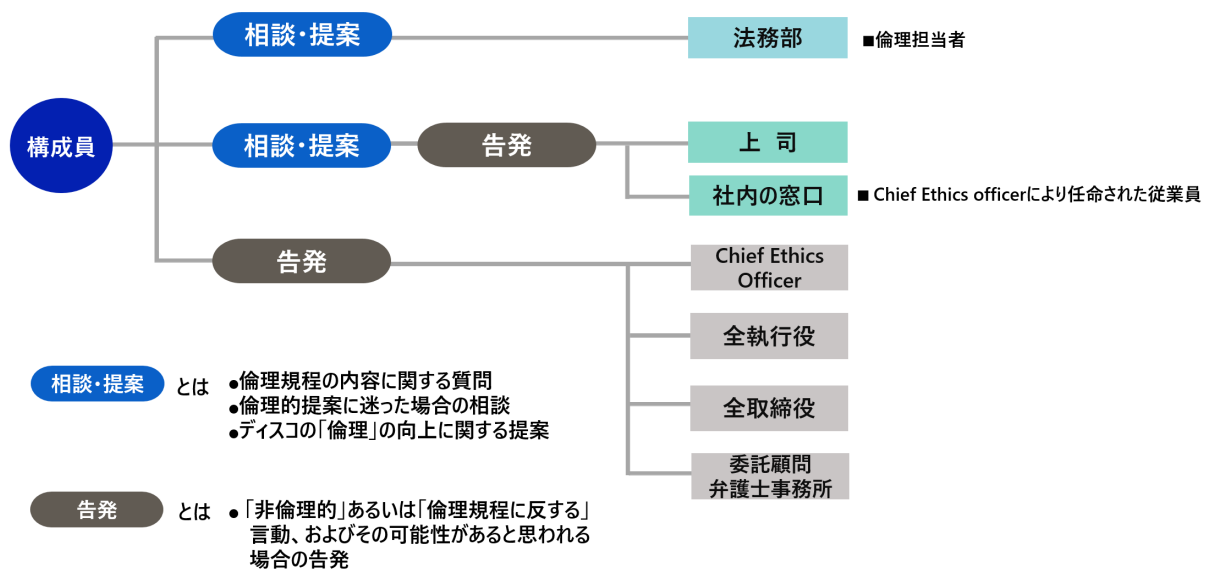 相談・提案
法務部
■倫理担当者
構成員
相談・提案
告発
上 司
社内の窓口
■ Chief Ethics officerにより任命された従業員
告発
Chief Ethics
Officer
全執行役
全取締役
委託顧問
弁護士事務所
相談・提案 とは ●倫理規程の内容に関する質問
●倫理的提案に迷った場合の相談
●ディスコの「倫理」の向上に関する提案
告発 とは ●「非倫理的」あるいは「倫理規程に反する」
言動、およびその可能性があると思われる
場合の告発